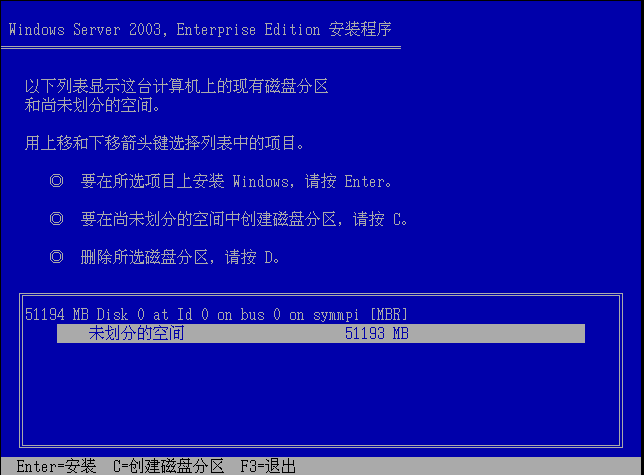 Windows Server 2003, Enterprise Edition 安装程序
以下列表显示这台计算机上的现有磁盘分区
和尚未划分的空间。
用上移和下移箭头键选择列表中的项目。
◎ 要在所选项目上安装 Windows，请按 Enter。
◎ 要在尚未划分的空间中创建磁盘分区，请按 C。
◎ 删除所选磁盘分区，请按 D。
51194 MB Disk 0 at Id 0 on bus 0 on symmpi [MBR]
未划分的空间 51193 MB
Enter=安装 C=创建磁盘分区 F3=退出